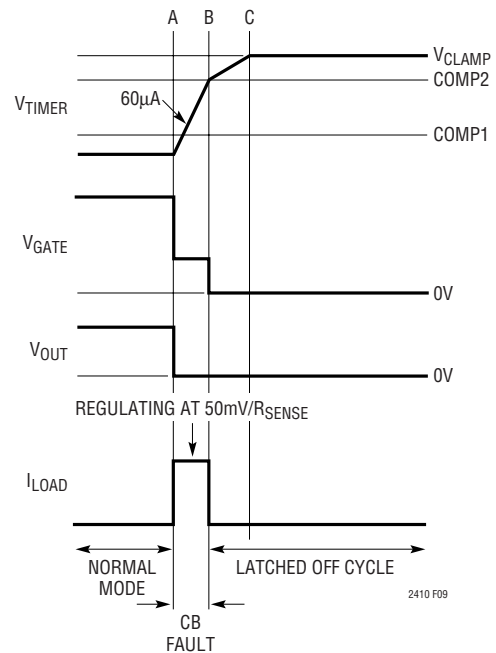 A B C
VCLAMP
COMP2
VTIMER
60µA
COMP1
VGATE
0V
VOUT
0V
REGULATING AT 50mV/RSENSE
ILOAD
NORMAL
MODE
LATCHED OFF CYCLE
2410 F09
CB
FAULT